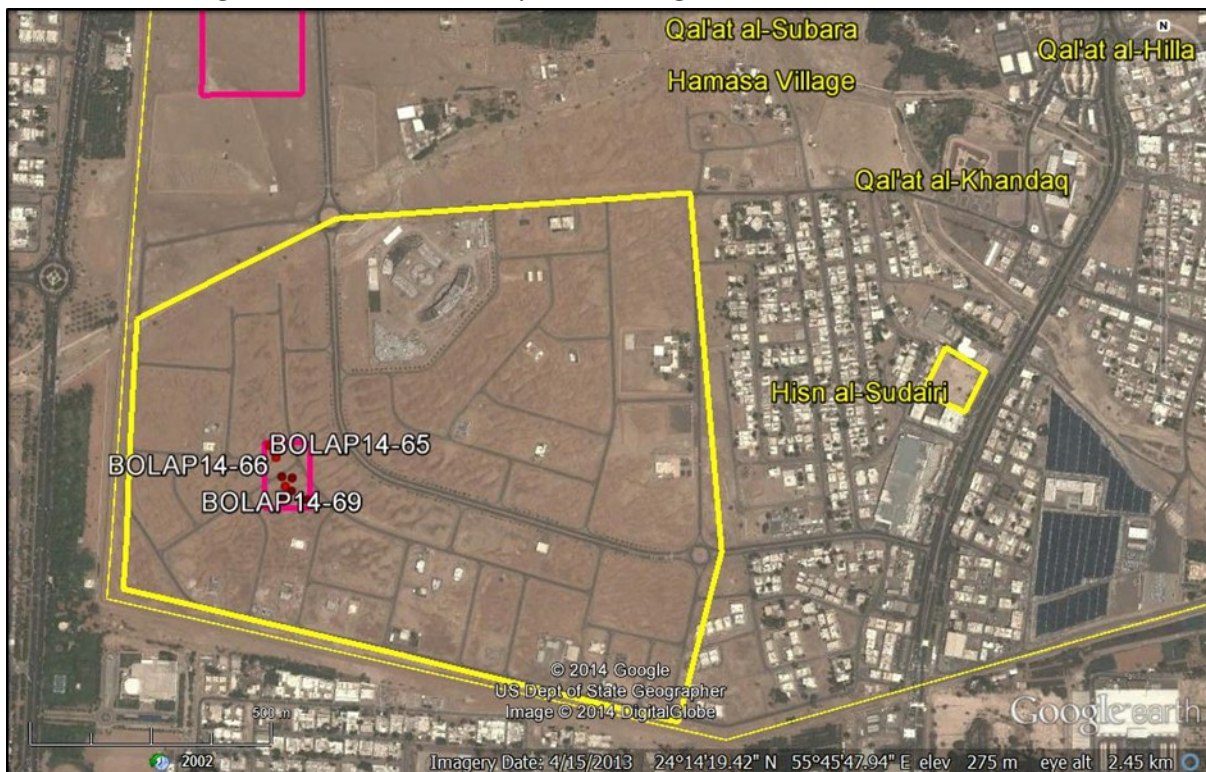 Qal'at al-Subara
N
Qal'at al-Hilla
Hamasa Village
Qal'at al-Khandaq
Hisn al-Sudairi
BOLAP14-65
BOLAP14-66
BOLAP14-69
© 2014 Google
US Dept of State Geographer
Image © 2014 DigitalGlobe
500 m
Google earth
2002
Imagery Date: 4/15/2013 24°14'19.42" N 55°45'47.94" E elev 275 m eye alt 2.45 km